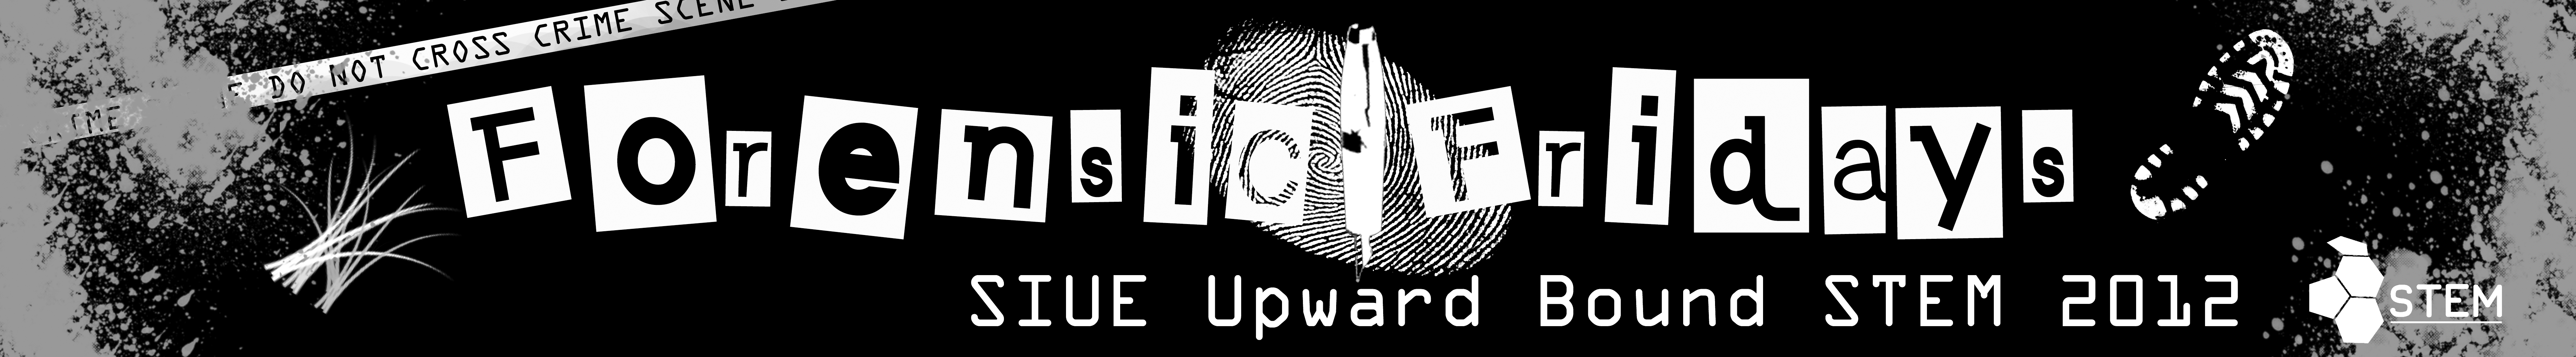 DO NOT CROSS CRIME SCENE
Forensic Fridays
SIUE Upward Bound STEM 2012
STEM